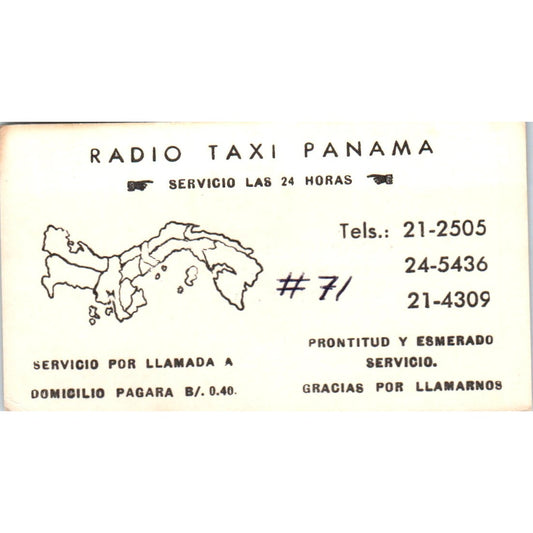 RADIO TAXI PANAMA
SERVICIO LAS 24 HORAS
Tels.: 21-2505
24-5436
21-4309
#71
SERVICIO POR LLAMADA A
DOMICILIO PAGARA B/. 0.40.
PRONTITUD Y ESMERADO
SERVICIO.
GRACIAS POR LLAMARNOS